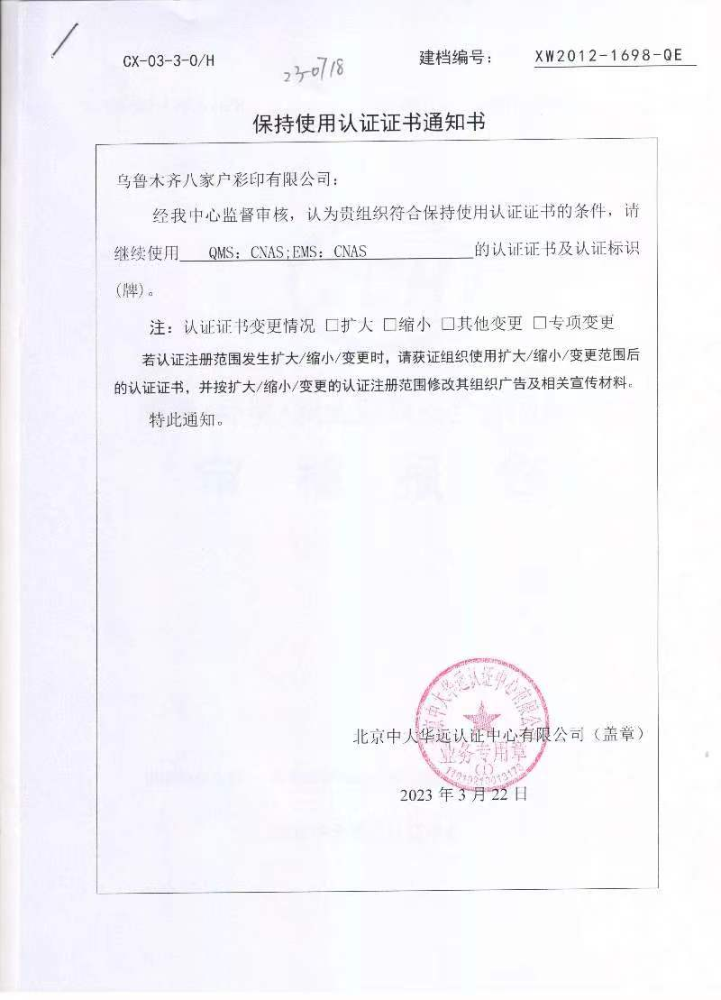 CX-03-3-0/H
23-0718
建档编号：
XW2012-1698-QE
保持使用认证证书通知书
乌鲁木齐八家户彩印有限公司：
经我中心监督审核，认为贵组织符合保持使用认证证书的条件，请
继续使用 QMS：CNAS;EMS：CNAS 的认证证书及认证标识
(牌)。
注：认证证书变更情况 □扩大 □缩小 □其他变更 □专项变更
若认证注册范围发生扩大/缩小/变更时，请获证组织使用扩大/缩小/变更范围后
的认证证书，并按扩大/缩小/变更的认证注册范围修改其组织广告及相关宣传材料。
特此通知。
北京中大华远认证中心有限公司
北京中大华远认证中心有限公司（盖章）
业务专用章
(1)
2023 年 3 月 22 日